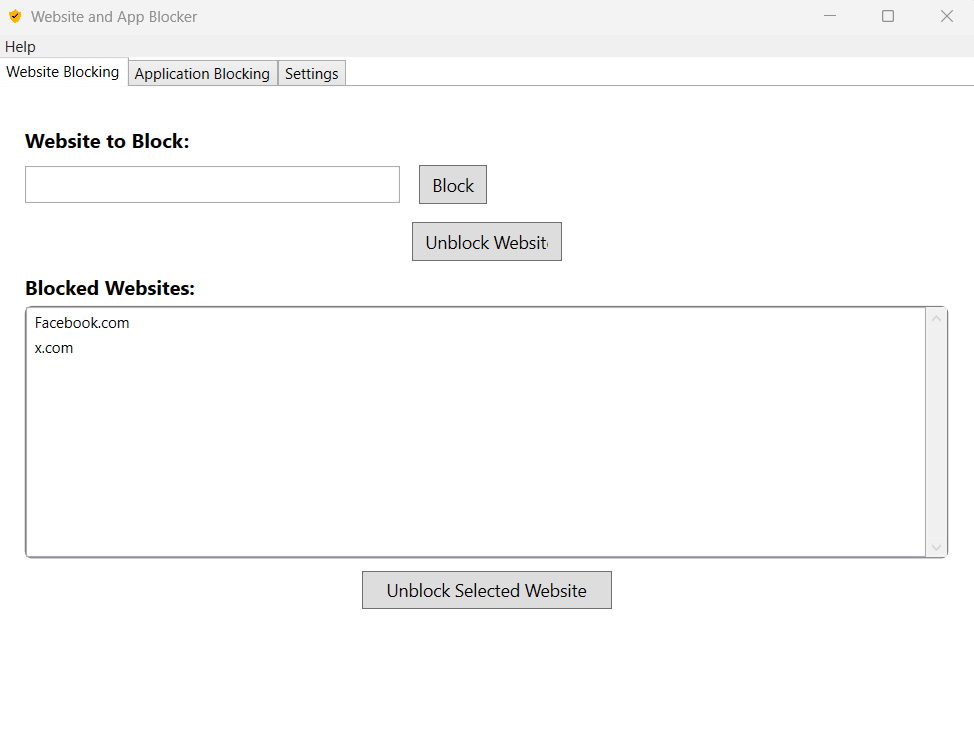 Website and App Blocker
Help
Website Blocking Application Blocking Settings
Website to Block:
Block
Unblock Websit
Blocked Websites:
Facebook.com
x.com
Unblock Selected Website